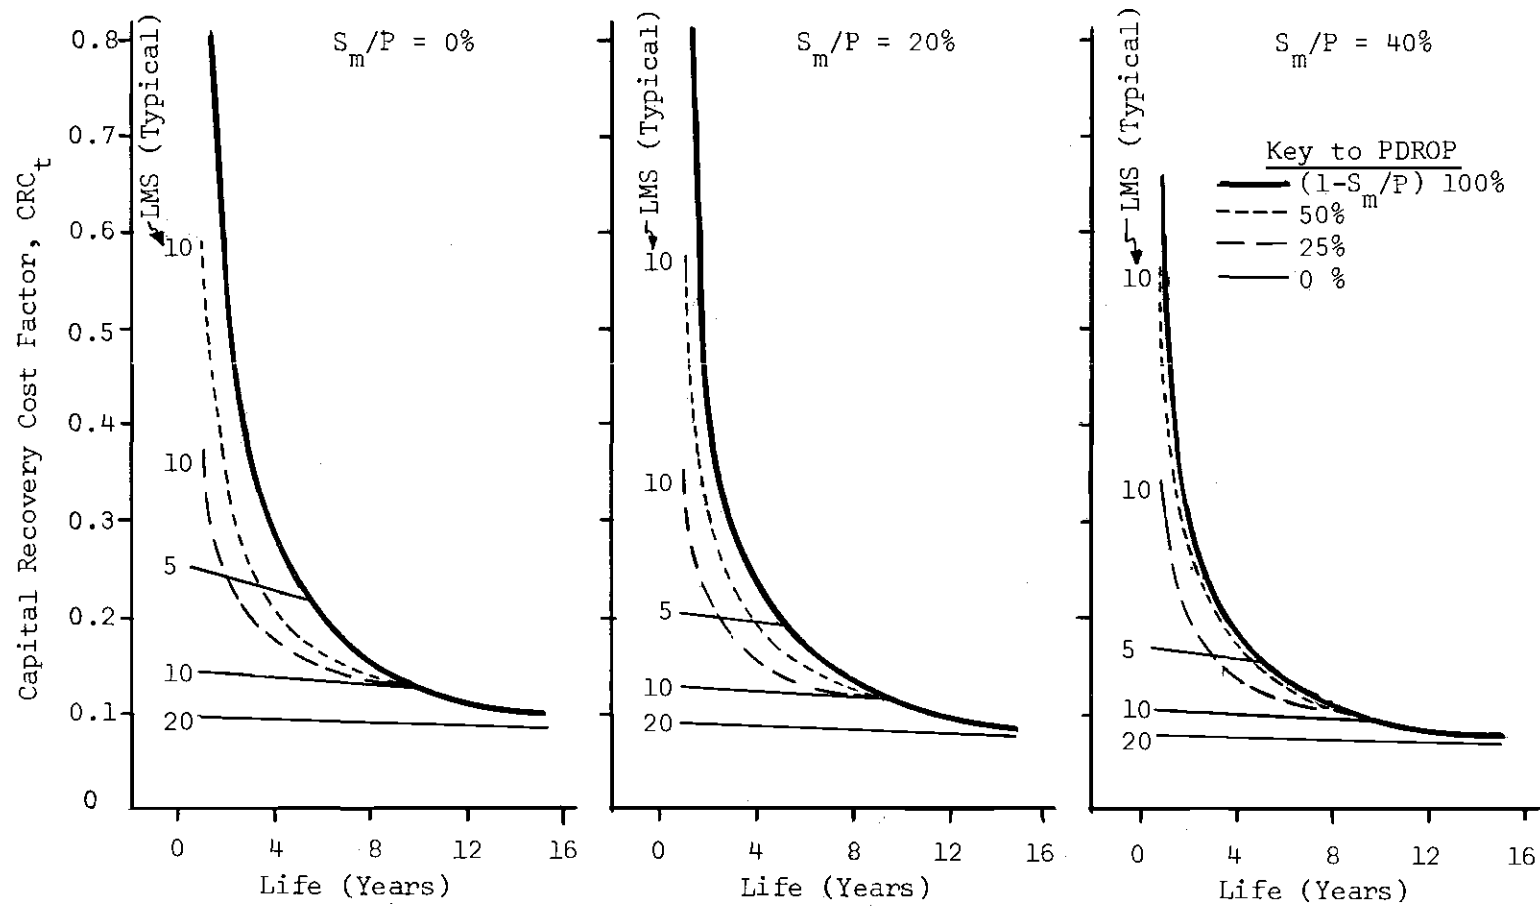 Capital Recovery Cost Factor, CRC_t
0.8
0.7
0.6
0.5
0.4
0.3
0.2
0.1
0
LMS (Typical)
S_m/P = 0%
10
10
5
10
20
0 4 8 12 16
Life (Years)
LMS (Typical)
S_m/P = 20%
10
10
5
10
20
0 4 8 12 16
Life (Years)
LMS (Typical)
S_m/P = 40%
Key to PDROP
(1-S_m/P) 100%
50%
25%
0 %
10
10
5
10
20
0 4 8 12 16
Life (Years)